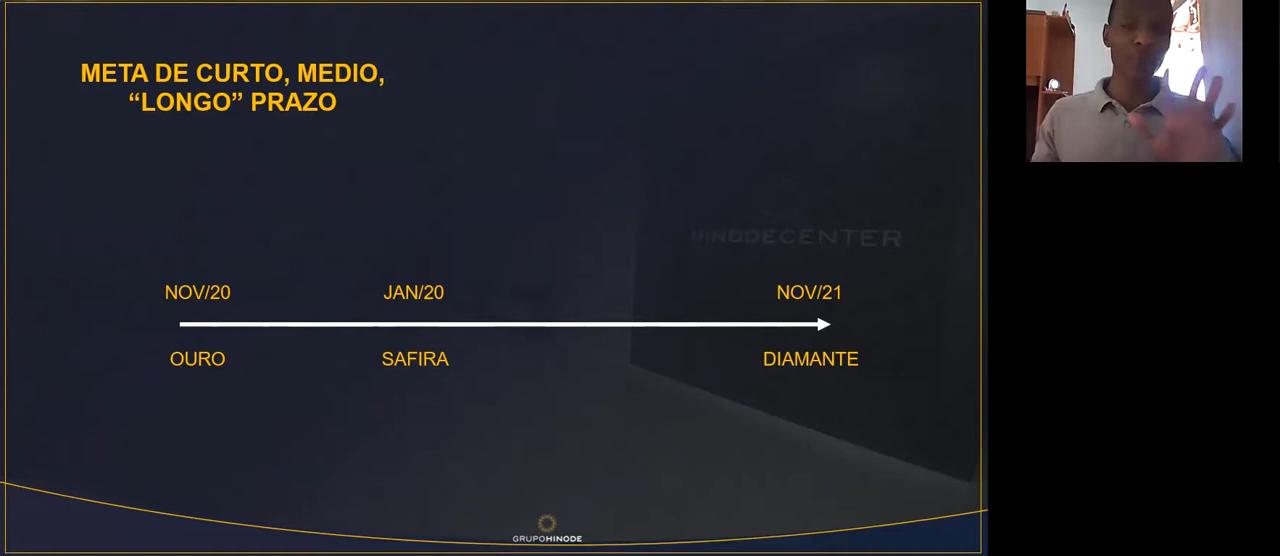 META DE CURTO, MEDIO,
“LONGO” PRAZO
HINODECENTER
NOV/20 JAN/20 NOV/21
OURO SAFIRA DIAMANTE
GRUPOHINODE